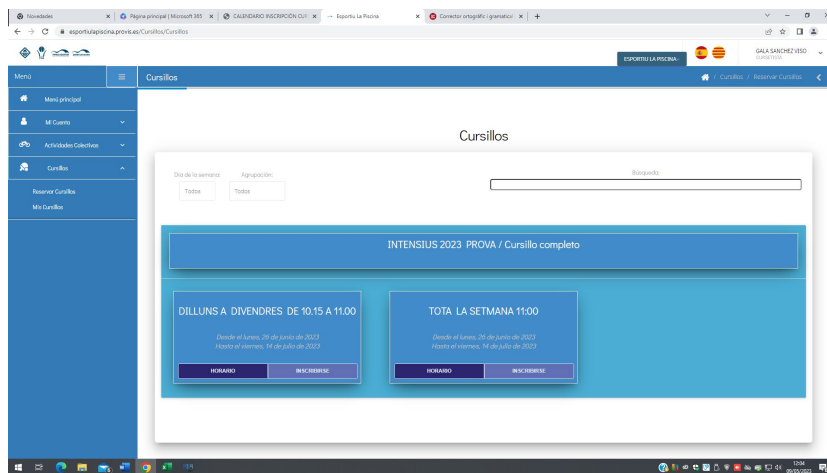 Novedades
Página principal | Microsoft 365
CALENDARIO INSCRIPCIÓN CU
Esportiu La Piscina
Corrector ortogràfic i gramatical
esportiulapiscina.provis.es/Cursillos/Cursillos
ESPORTIU LA PISCINA
GALA SANCHEZ VISO
CURSETISTA
Menú
Cursillos
/ Cursillos / Reservar Cursillos
Menú principal
Mi Cuenta
Actividades Colectivas
Cursillos
Reservar Cursillos
Mis Cursillos
Cursillos
Día de la semana: Agrupación: Búsqueda:
Todos Todos
INTENSIUS 2023 PROVA / Cursillo completo
DILLUNS A DIVENDRES DE 10.15 A 11.00
Desde el lunes, 26 de junio de 2023
Hasta el viernes, 14 de julio de 2023
HORARIO INSCRIBIRSE
TOTA LA SETMANA 11:00
Desde el lunes, 26 de junio de 2023
Hasta el viernes, 14 de julio de 2023
HORARIO INSCRIBIRSE
12:04
09/05/2023